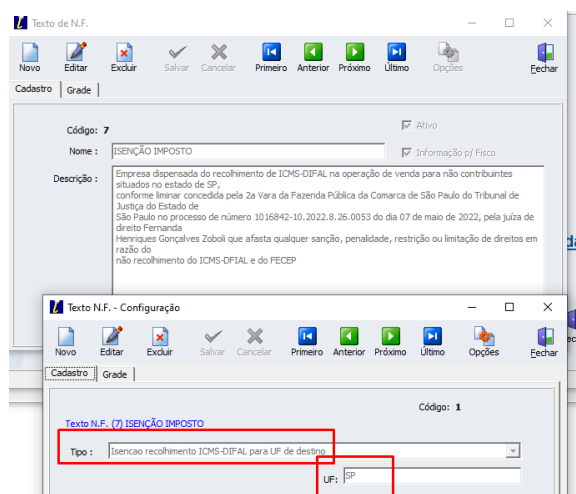 Texto de N.F.
Novo Editar Excluir Salvar Cancelar Primeiro Anterior Próximo Último Opções Fechar
Cadastro Grade
Código: 7
Ativo
Nome : ISENÇÃO IMPOSTO
Informação p/ Fisco
Descrição :
Empresa dispensada do recolhimento de ICMS-DIFAL na operação de venda para não contribuintes
situados no estado de SP,
conforme liminar concedida pela 2a Vara da Fazenda Pública da Comarca de São Paulo do Tribunal de
Justiça do Estado de
São Paulo no processo de número 1016842-10.2022.8.26.0053 do dia 07 de maio de 2022, pela juíza de
direito Fernanda
Henriques Gonçalves Zoboli que afasta qualquer sanção, penalidade, restrição ou limitação de direitos em
razão do
não recolhimento do ICMS-DFIAL e do FECEP
Texto N.F. - Configuração
Novo Editar Excluir Salvar Cancelar Primeiro Anterior Próximo Último Opções Fechar
Cadastro Grade
Código: 1
Texto N.F. (7) ISENÇÃO IMPOSTO
Tipo : Isencao recolhimento ICMS-DIFAL para UF de destino
UF: SP